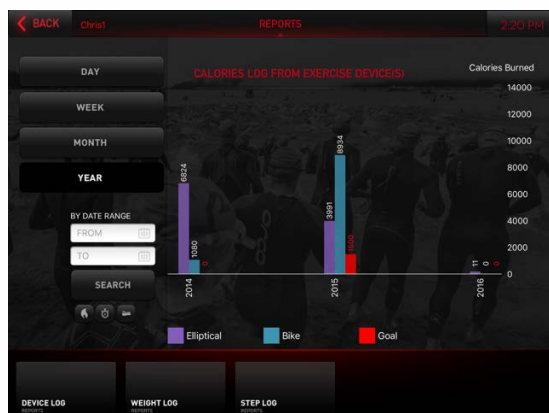 BACK
Chris1
REPORTS
2:20 PM
DAY
WEEK
MONTH
YEAR
BY DATE RANGE
FROM
TO
SEARCH
CALORIES LOG FROM EXERCISE DEVICE(S)
Calories Burned
14000
12000
10000
8000
6000
4000
2000
0
6824
1080
0
2014
3991
8934
1500
2015
11
0
0
2016
Elliptical
Bike
Goal
DEVICE LOG
REPORTS
WEIGHT LOG
REPORTS
STEP LOG
REPORTS